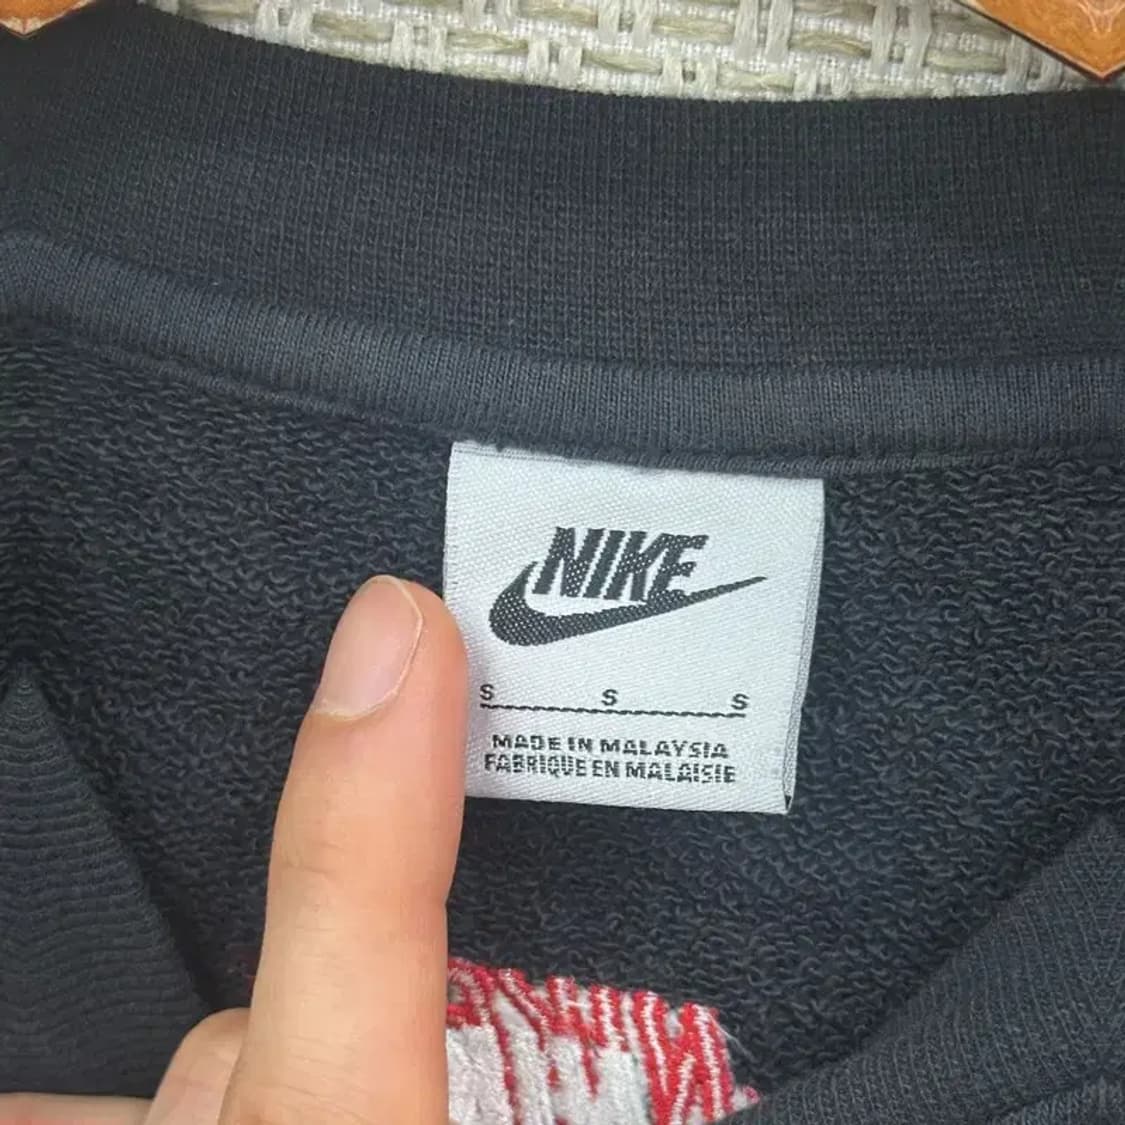 NIKE
S S S
MADE IN MALAYSIA
FABRIQUE EN MALAISIE